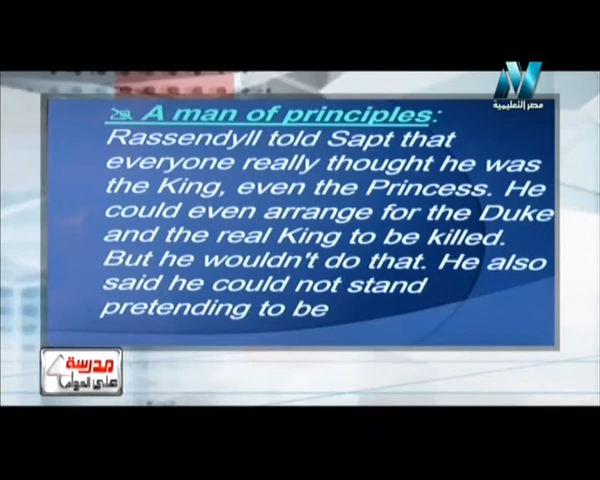 مصر التعليمية
A man of principles:
Rassendyll told Sapt that
everyone really thought he was
the King, even the Princess. He
could even arrange for the Duke
and the real King to be killed.
But he wouldn't do that. He also
said he could not stand
pretending to be
مدرسة
على الهواء